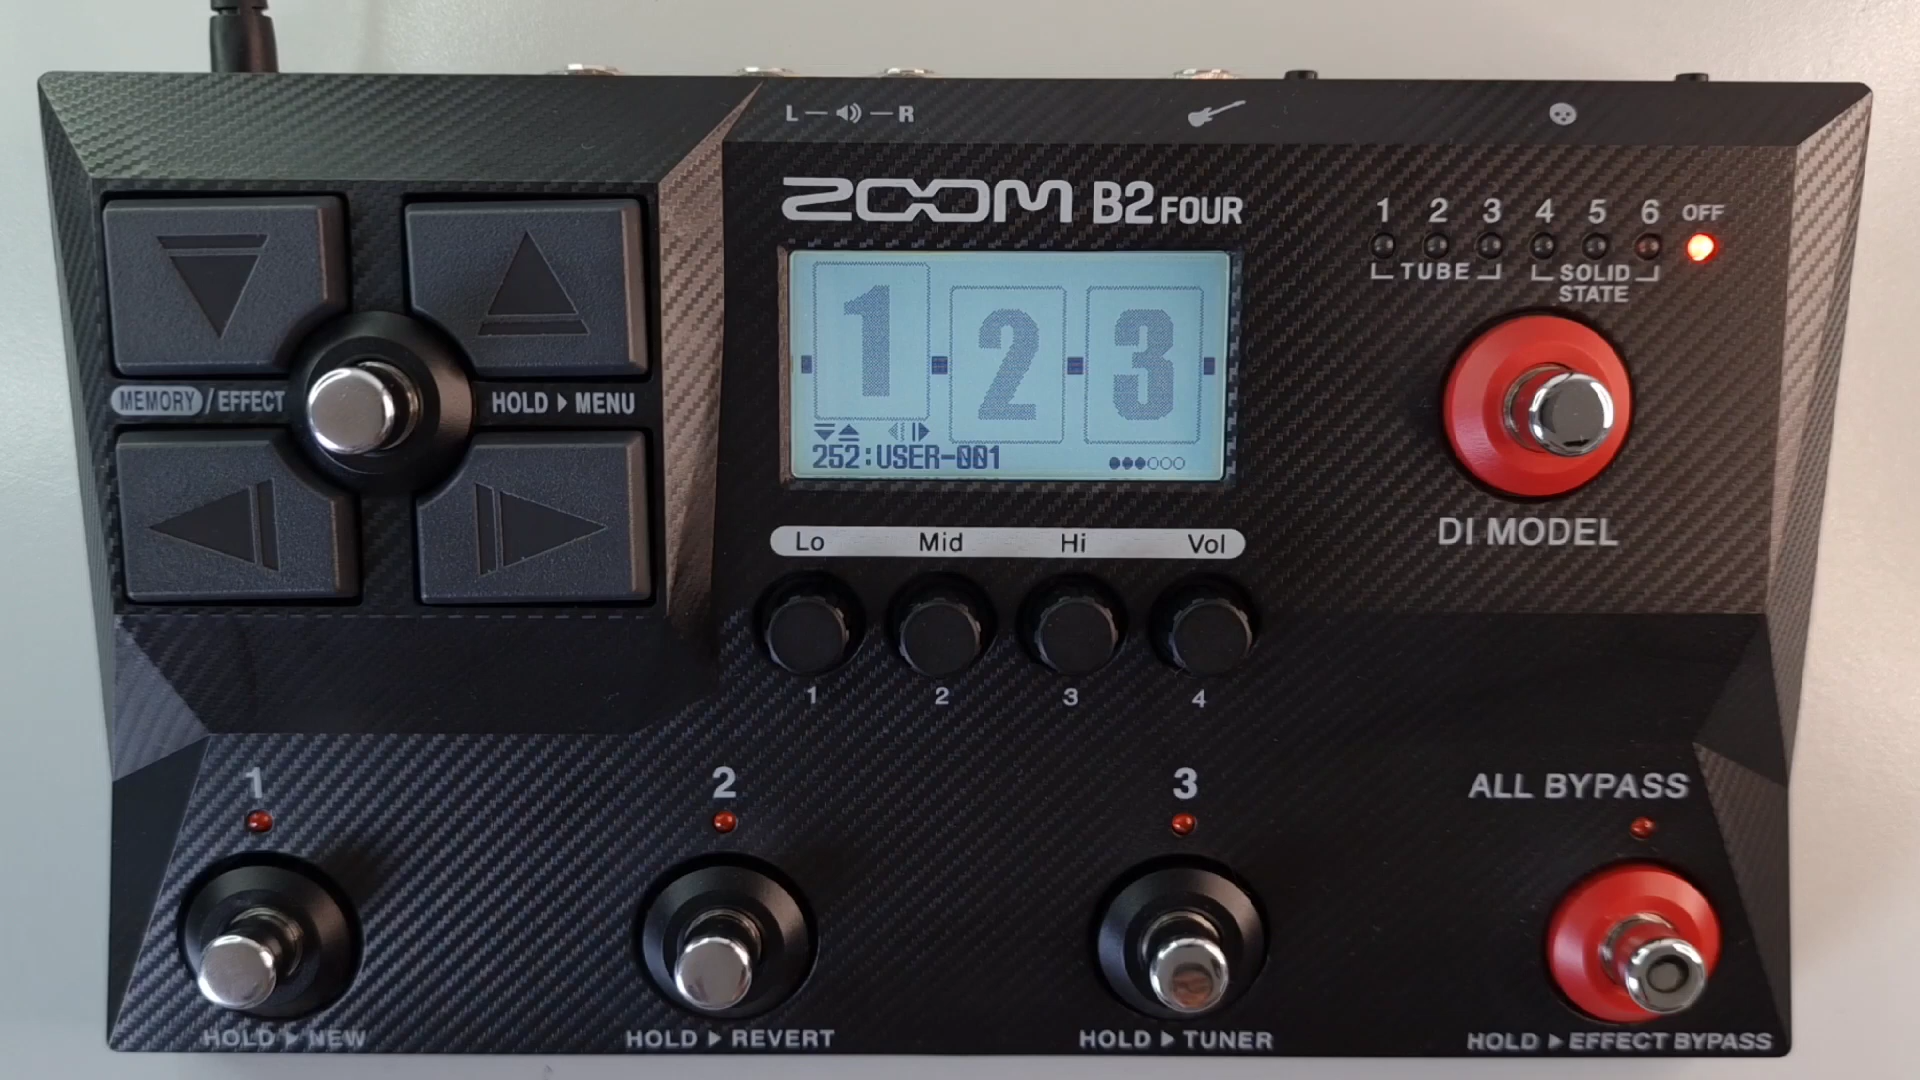 L R
ZOOM B2 FOUR
1 2 3 4 5 6 OFF
TUBE SOLID STATE
1 2 3
252:USER-001
MEMORY/EFFECT HOLD ▶ MENU
DI MODEL
Lo Mid Hi Vol
1 2 3 4
1 2 3 ALL BYPASS
HOLD ▶ NEW HOLD ▶ REVERT HOLD ▶ TUNER HOLD ▶ EFFECT BYPASS